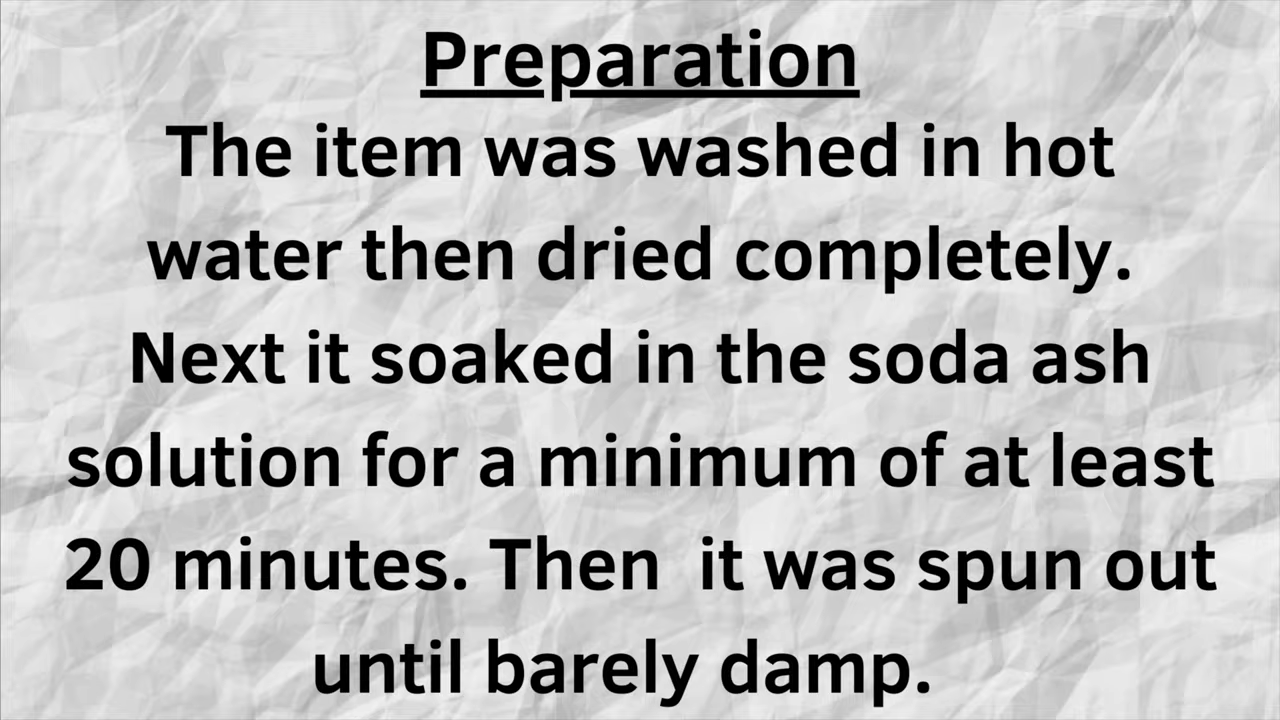 Preparation
The item was washed in hot
water then dried completely.
Next it soaked in the soda ash
solution for a minimum of at least
20 minutes. Then  it was spun out
until barely damp.